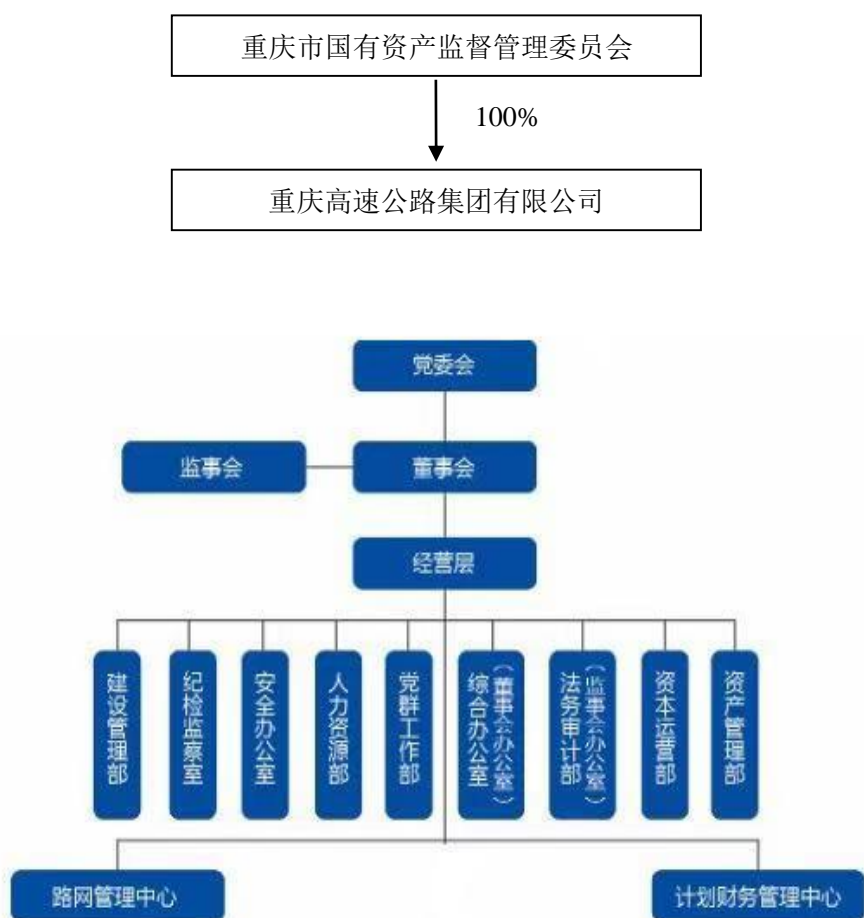 重庆市国有资产监督管理委员会
100%
重庆高速公路集团有限公司
党委会
监事会
董事会
经营层
建设管理部
纪检监察室
安全办公室
人力资源部
党群工作部
综合办公室
（董事会办公室）
法务审计部
（监事会办公室）
资本运营部
资产管理部
路网管理中心
计划财务管理中心